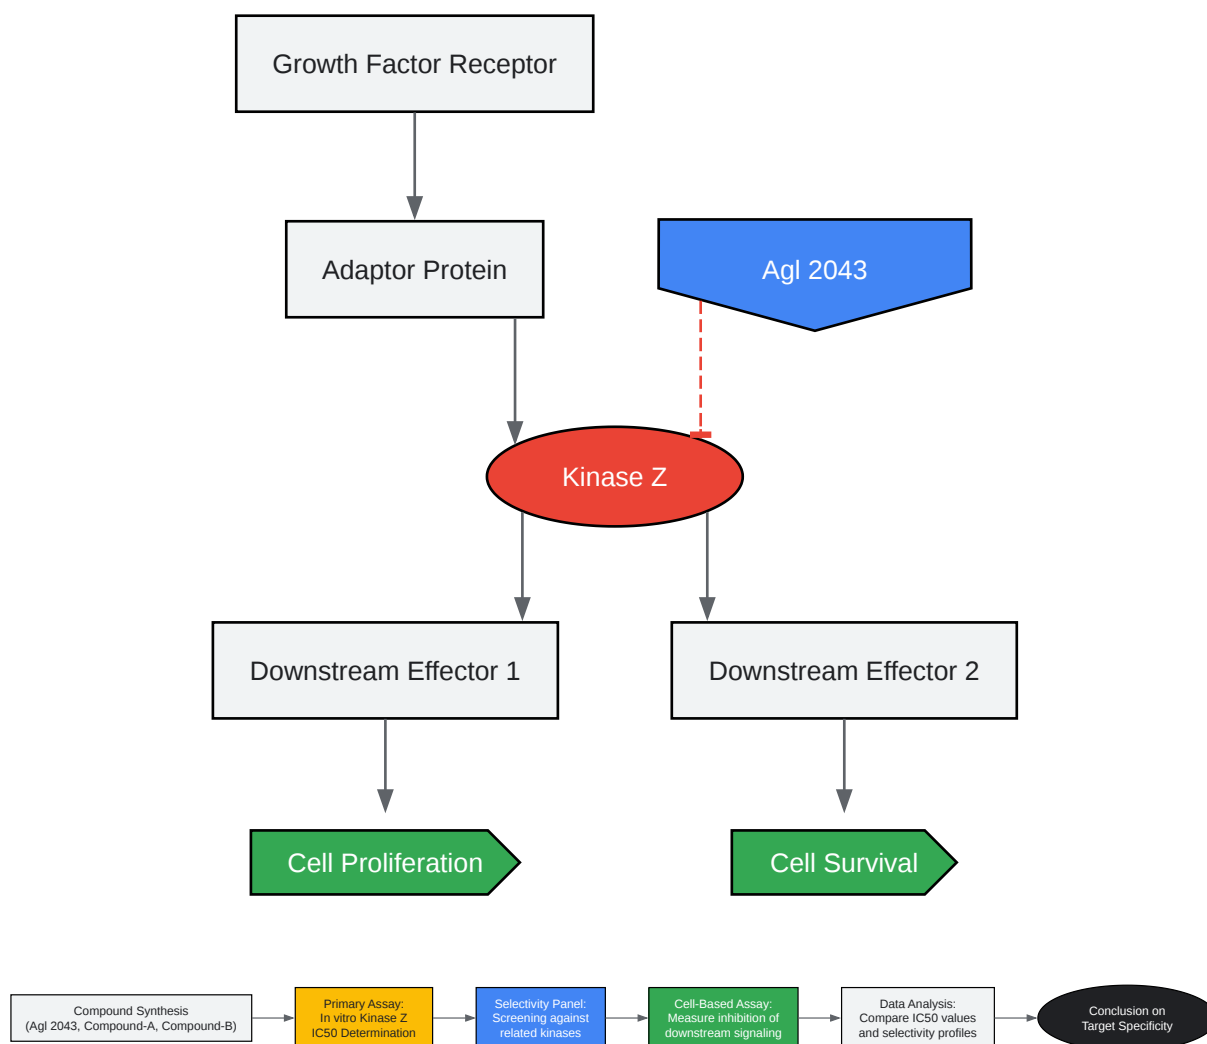 Growth Factor Receptor
Adaptor Protein
Agl 2043
Kinase Z
Downstream Effector 1
Downstream Effector 2
Cell Proliferation
Cell Survival
Compound Synthesis
(Agl 2043, Compound-A, Compound-B)
Primary Assay:
In vitro Kinase Z
IC50 Determination
Selectivity Panel:
Screening against
related kinases
Cell-Based Assay:
Measure inhibition of
downstream signaling
Data Analysis:
Compare IC50 values
and selectivity profiles
Conclusion on
Target Specificity